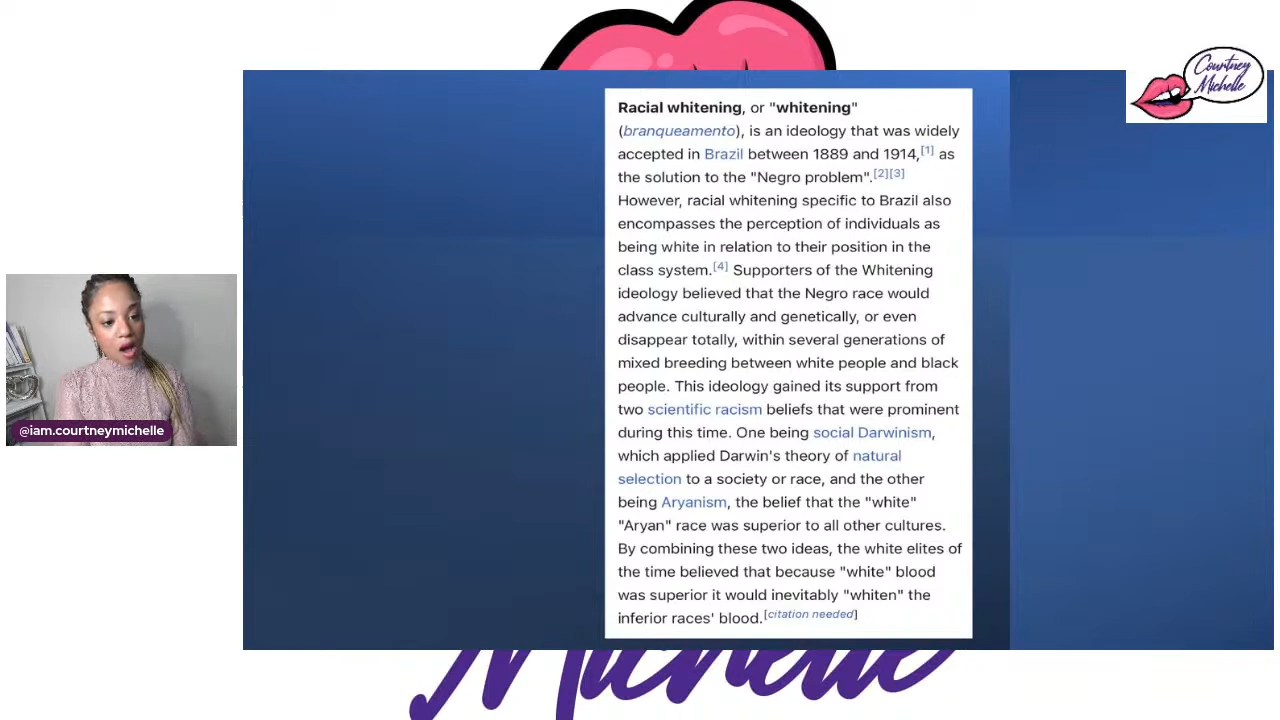 Courtney
Michelle
Racial whitening, or "whitening"
(branqueamento), is an ideology that was widely
accepted in Brazil between 1889 and 1914,[1] as
the solution to the "Negro problem".[2][3]
However, racial whitening specific to Brazil also
encompasses the perception of individuals as
being white in relation to their position in the
class system.[4] Supporters of the Whitening
ideology believed that the Negro race would
advance culturally and genetically, or even
disappear totally, within several generations of
mixed breeding between white people and black
people. This ideology gained its support from
two scientific racism beliefs that were prominent
during this time. One being social Darwinism,
which applied Darwin's theory of natural
selection to a society or race, and the other
being Aryanism, the belief that the "white"
"Aryan" race was superior to all other cultures.
By combining these two ideas, the white elites of
the time believed that because "white" blood
was superior it would inevitably "whiten" the
inferior races' blood.[citation needed]
@iam.courtneymichelle
Michelle